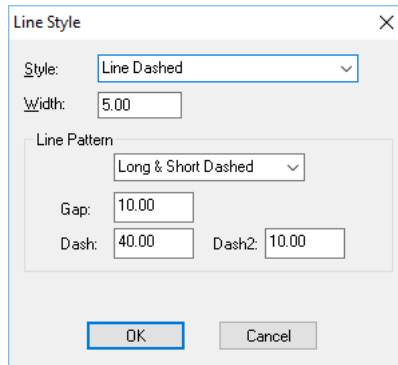 Line Style
Style: Line Dashed
Width: 5.00
Line Pattern
Long & Short Dashed
Gap: 10.00
Dash: 40.00 Dash2: 10.00
OK Cancel